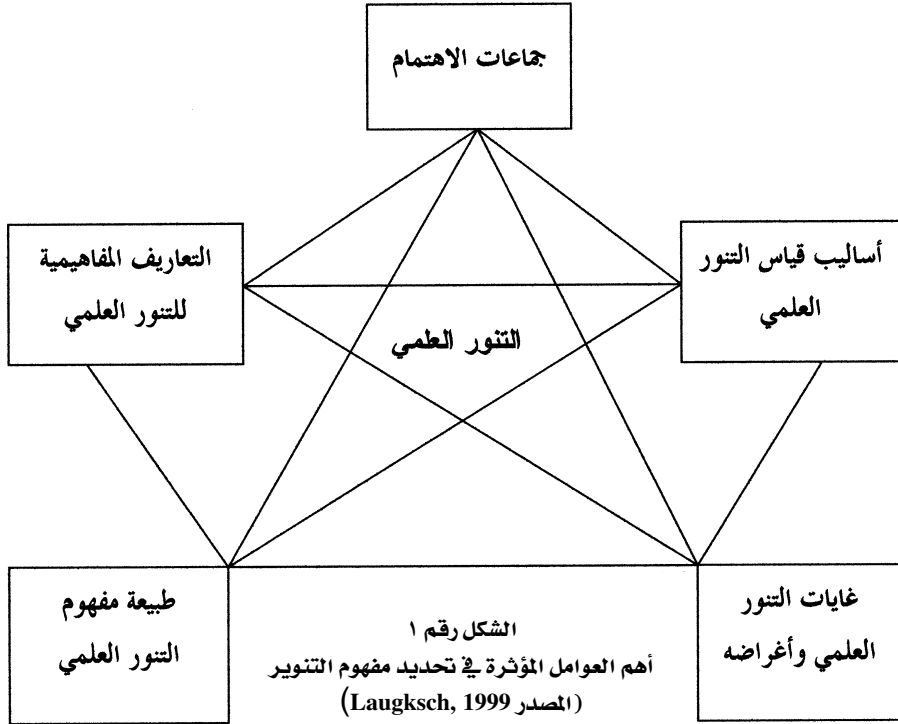 جماعات الاهتمام
أساليب قياس التنور
العلمي
التعاريف المفاهيمية
للتنور العلمي
التنور العلمي
غايات التنور
العلمي وأغراضه
طبيعة مفهوم
التنور العلمي
الشكل رقم ١
أهم العوامل المؤثرة في تحديد مفهوم التنوير
(المصدر Laugksch, 1999)